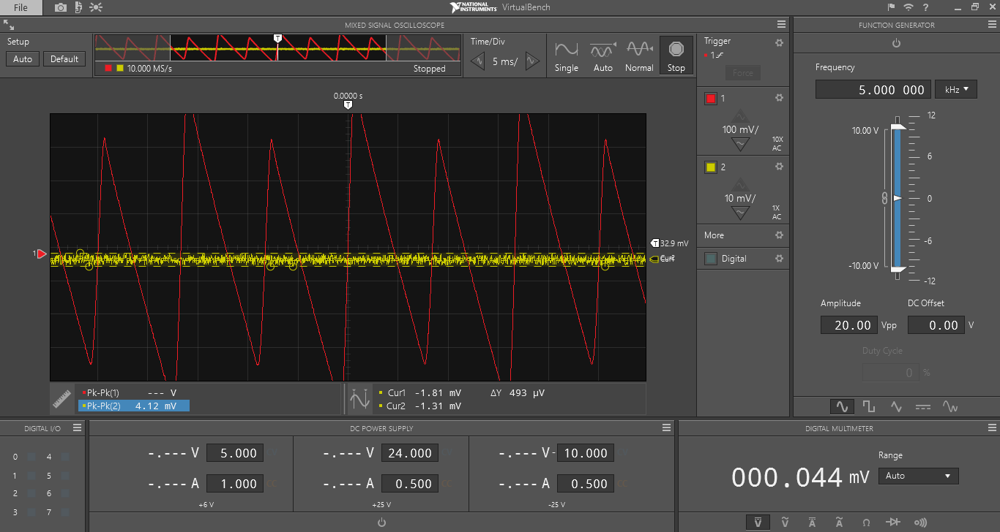 File
NATIONAL INSTRUMENTS VirtualBench
MIXED SIGNAL OSCILLOSCOPE
Setup
Auto
Default
T
10.000 MS/s
Stopped
Time/Div
5 ms/
Single
Auto
Normal
Stop
0.0000 s
T
1
T 32.9 mV
Pk-Pk(1) --- V
Pk-Pk(2) 4.12 mV
Cur1 -1.81 mV
Cur2 -1.31 mV
ΔY 493 µV
Trigger
1
Force
1
100 mV/
10X
AC
2
10 mV/
1X
AC
More
Digital
FUNCTION GENERATOR
Frequency
5.000 000
kHz
10.00 V
-10.00 V
12
6
0
-6
-12
Amplitude
DC Offset
20.00 Vpp
0.00 V
Duty Cycle
0 %
DIGITAL I/O
0 4
1 5
2 6
3 7
DC POWER SUPPLY
-.--- V 5.000
-.--- A 1.000
+6 V
-.--- V 24.000
-.--- A 0.500
+25 V
-.--- V -10.000
-.--- A 0.500
-25 V
DIGITAL MULTIMETER
000.044 mV
Range
Auto
V
V
A
A
Ω